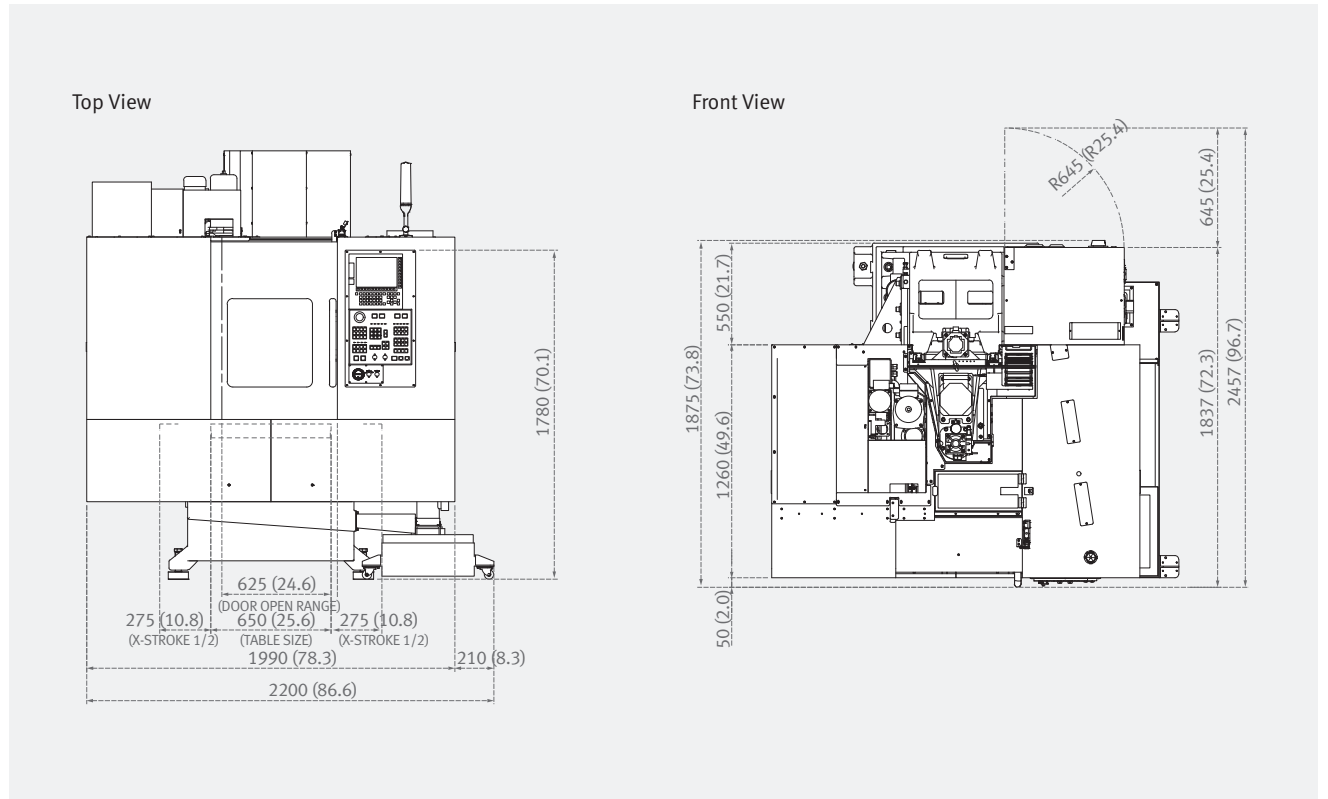 Top View
Front View
1780 (70.1)
625 (24.6)
(DOOR OPEN RANGE)
275 (10.8)
650 (25.6)
275 (10.8)
(X-STROKE 1/2)
(TABLE SIZE)
(X-STROKE 1/2)
1990 (78.3)
210 (8.3)
2200 (86.6)
R645 (R25.4)
645 (25.4)
550 (21.7)
1875 (73.8)
1260 (49.6)
50 (2.0)
1837 (72.3)
2457 (96.7)